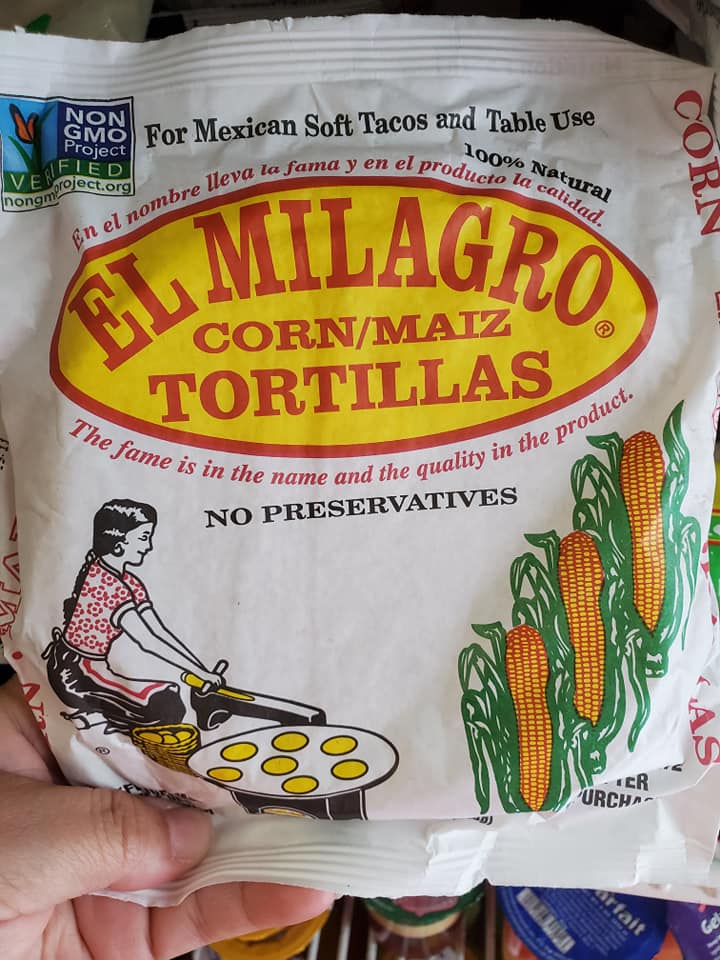 NON
GMO
Project
VERIFIED
nongmoproject.org
For Mexican Soft Tacos and Table Use
100% Natural
En el nombre lleva la fama y en el producto la calidad.
EL MILAGRO®
CORN/MAIZ
TORTILLAS
The fame is in the name and the quality in the product.
NO PRESERVATIVES
CORN
®